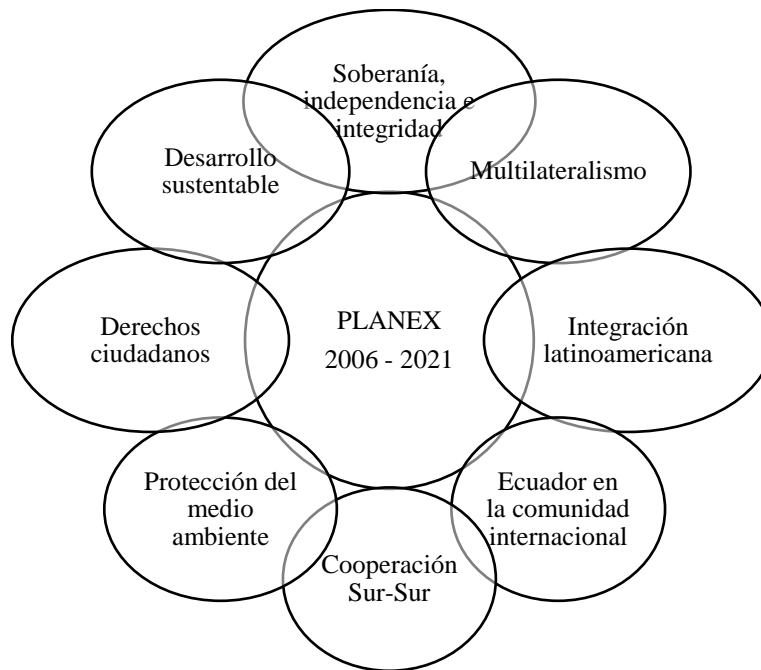 Soberanía,
independencia e
integridad
Multilateralismo
Integración
latinoamericana
Ecuador en
la comunidad
internacional
Cooperación
Sur-Sur
Protección del
medio
ambiente
Derechos
ciudadanos
Desarrollo
sustentable
PLANEX
2006 - 2021